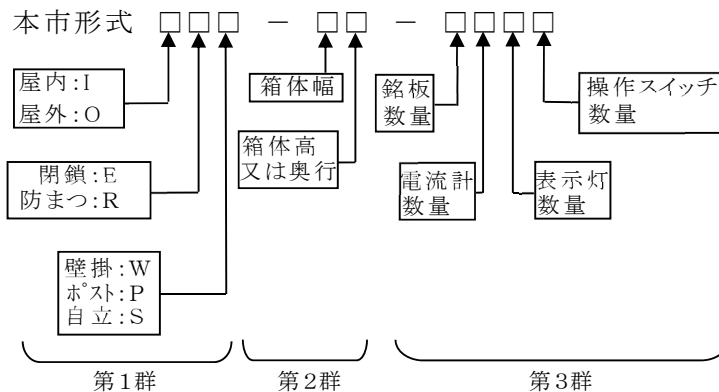 本市形式 □□□ － □□ － □□□□
屋内:I
屋外:O
箱体幅
銘板
数量
操作スイッチ
数量
箱体高
又は奥行
閉鎖:E
防まつ:R
電流計
数量
表示灯
数量
壁掛:W
ポスト:P
自立:S
第1群
第2群
第3群